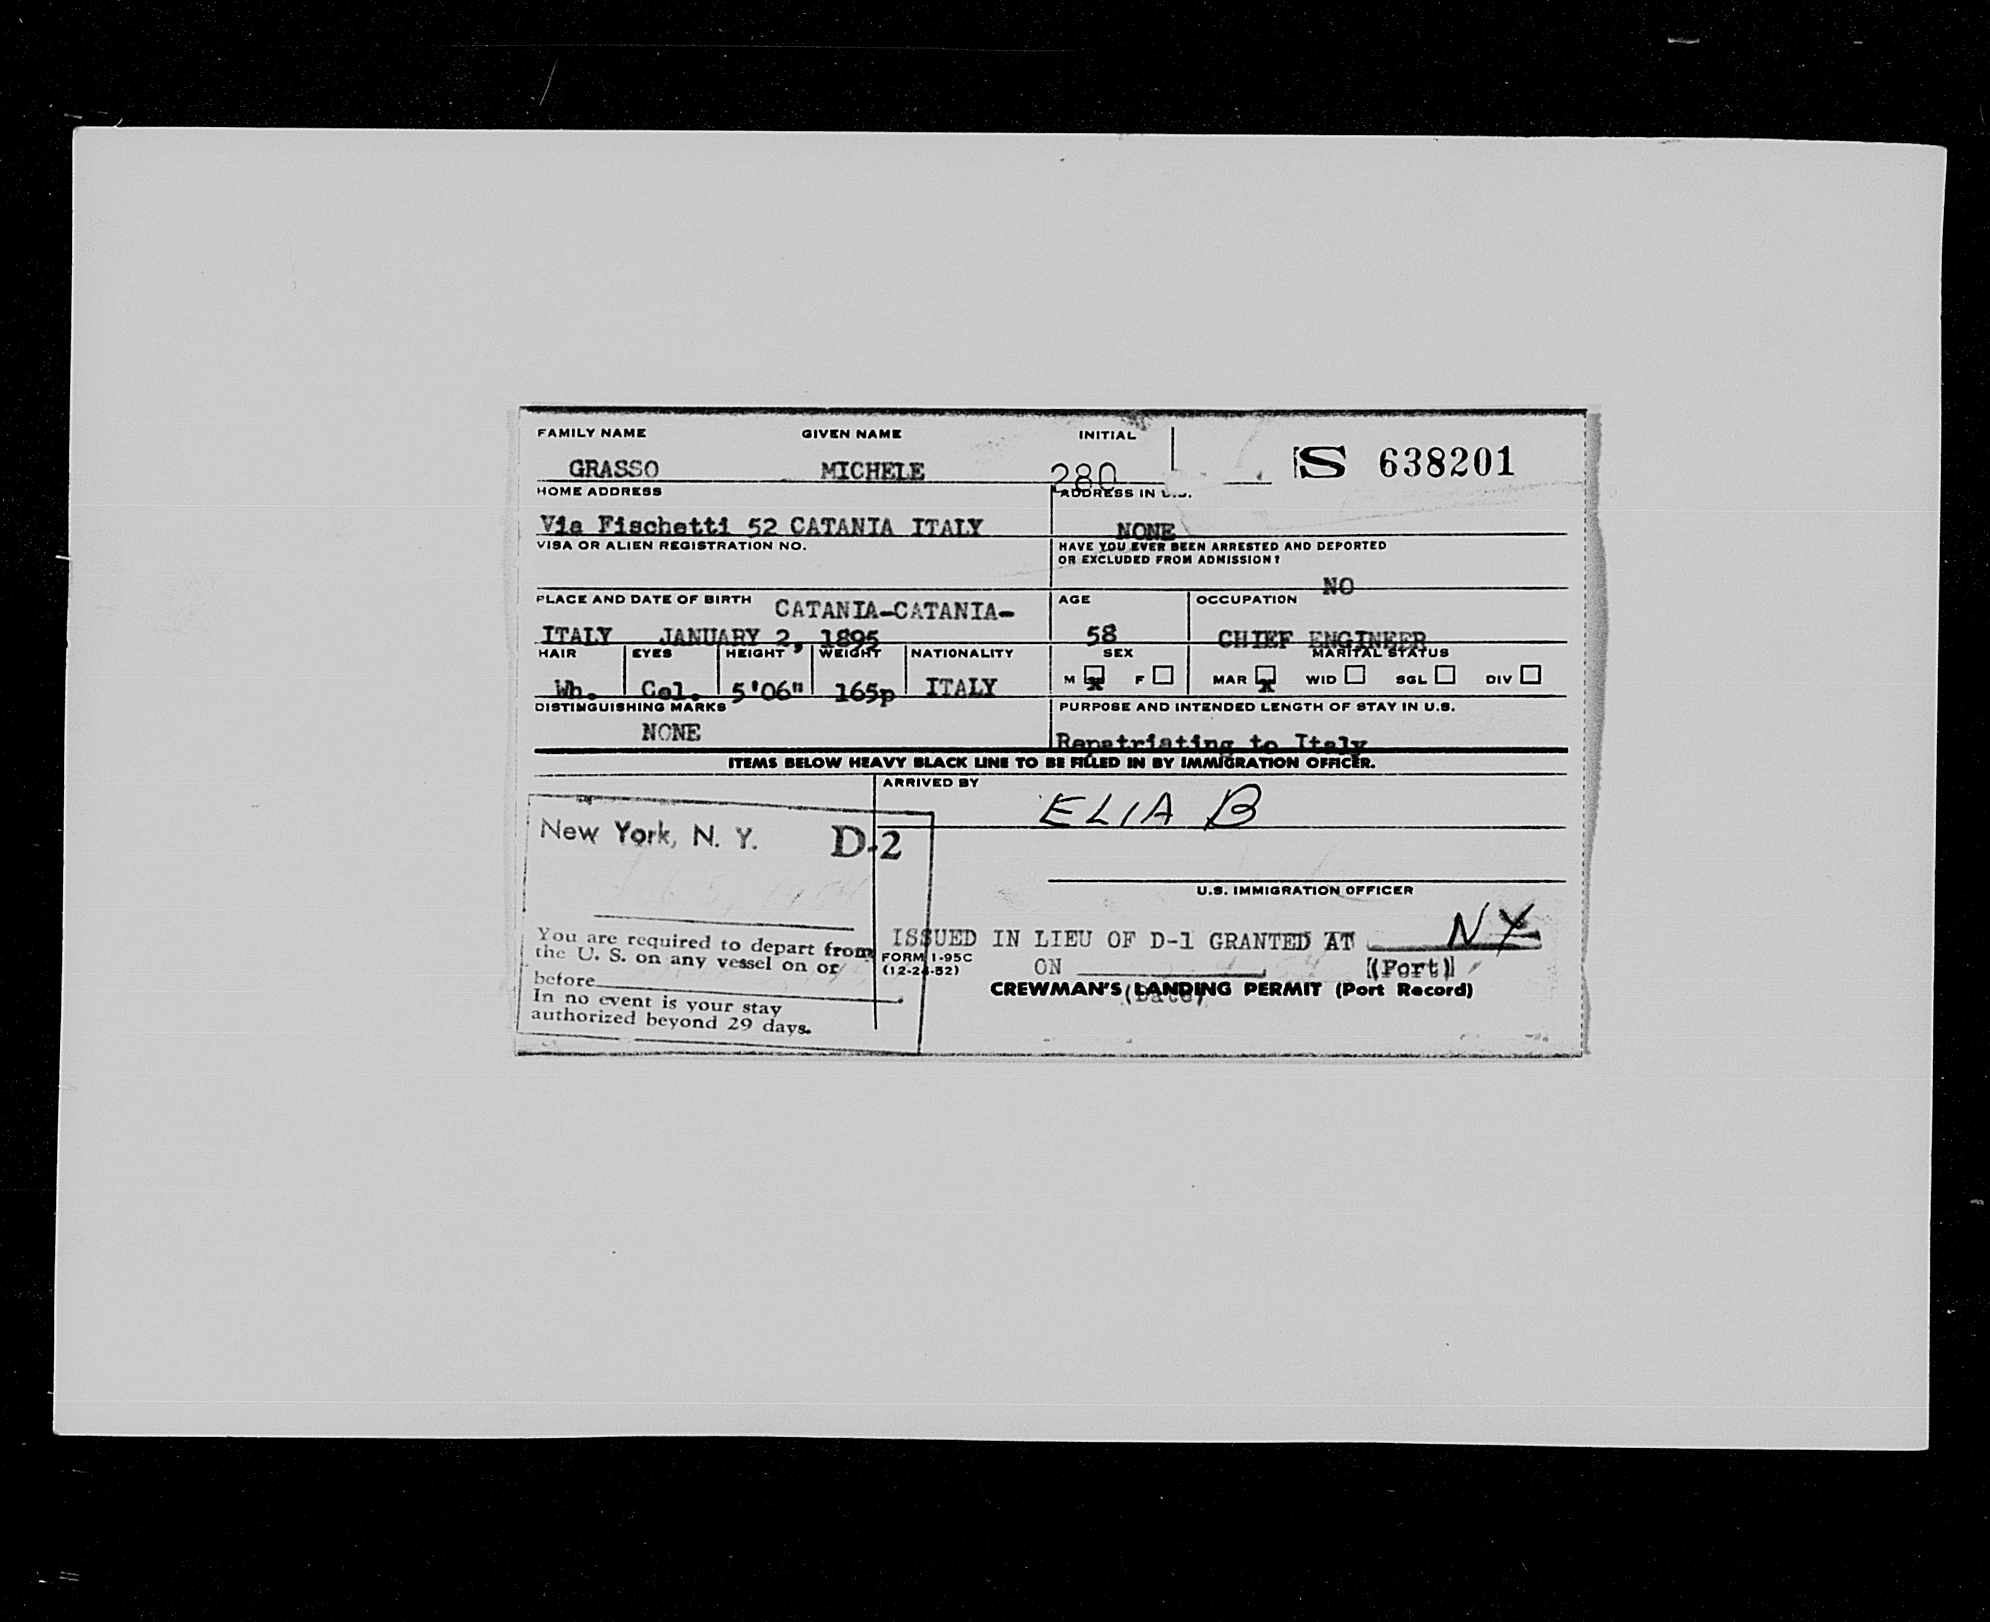 FAMILY NAME GIVEN NAME INITIAL
S 638201
GRASSO MICHELE 280
HOME ADDRESS ADDRESS IN U.S.
Via Fischetti 52 CATANIA ITALY NONE
VISA OR ALIEN REGISTRATION NO. HAVE YOU EVER BEEN ARRESTED AND DEPORTED
OR EXCLUDED FROM ADMISSION?
NO
PLACE AND DATE OF BIRTH CATANIA-CATANIA- AGE OCCUPATION
ITALY JANUARY 2, 1895 58 CHIEF ENGINEER
HAIR EYES HEIGHT WEIGHT NATIONALITY SEX MARITAL STATUS
Wh. Cel. 5'06" 165p ITALY M X F MAR X WID SGL DIV
DISTINGUISHING MARKS PURPOSE AND INTENDED LENGTH OF STAY IN U.S.
NONE Repatriating to Italy
ITEMS BELOW HEAVY BLACK LINE TO BE FILLED IN BY IMMIGRATION OFFICER.
ARRIVED BY
ELIA B
New York, N. Y. D-2
U.S. IMMIGRATION OFFICER
You are required to depart from
the U. S. on any vessel on or
before
In no event is your stay
authorized beyond 29 days.
ISSUED IN LIEU OF D-1 GRANTED AT NY
FORM I-95C
(12-24-52)
ON (Port)
CREWMAN'S LANDING PERMIT (Port Record)
(Date)